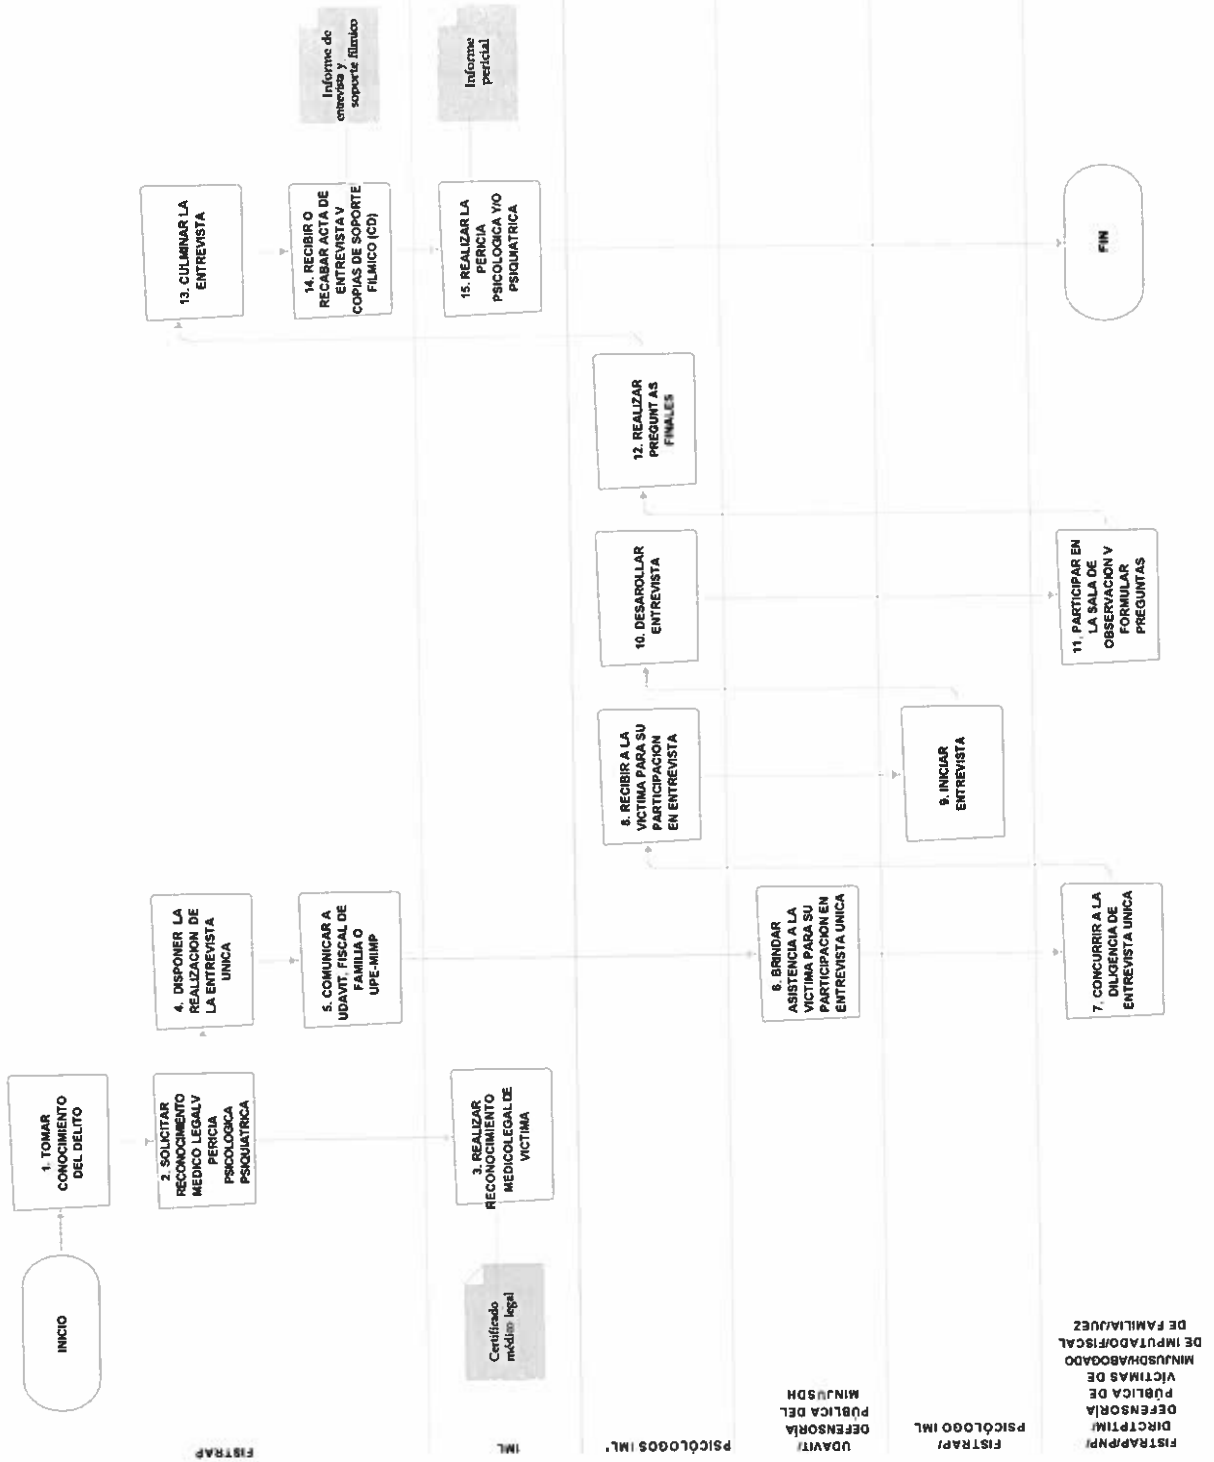 INICIO
1. TOMAR
CONOCIMIENTO
DEL DELITO
2. SOLICITAR
RECONOCIMIENTO
MEDICO LEGALV
PERICIA
PSICOLOGICA
PSIQUIATRICA
4. DISPONER LA
REALIZACION DE
LA ENTREVISTA
UNICA
5. COMUNICAR A
UDAVIT, FISCAL DE
FAMILIA O
UPE-MIMP
13. CULMINAR LA
ENTREVISTA
14. RECIBIR O
RECABAR ACTA DE
ENTREVISTA V
COPIAS DE SOPORTE
FILMICO (CD)
Informe de
entrevista y
soporte fílmico
FISTRAP
Certificado
médico legal
3. REALIZAR
RECONOCIMIENTO
MEDICOLEGAL DE
VICTIMA
15. REALIZAR LA
PERICIA
PSICOLOGICA Y/O
PSIQUIATRICA
Informe
pericial
IML
8. RECIBIR A LA
VICTIMA PARA SU
PARTICIPACION
EN ENTREVISTA
10. DESAROLLAR
ENTREVISTA
12. REALIZAR
PREGUNT AS
FINALES
PSICÓLOGOS IML
6. BRINDAR
ASISTENCIA A LA
VICTIMA PARA SU
PARTICIPACION EN
ENTREVISTA UNICA
UDAVIT/
DEFENSORÍA
PÚBLICA DEL
MINJUSDH
9. INICIAR
ENTREVISTA
FISTRAP/
PSICÓLOGO IML
7. CONCURRIR A LA
DILIGENCIA DE
ENTREVISTA UNICA
11. PARTICIPAR EN
LA SALA DE
OBSERVACION V
FORMULAR
PREGUNTAS
FIN
FISTRAP/PNP/
DIRCTPTIM/
DEFENSORÍA
PÚBLICA DE
VÍCTIMAS DE
MINJUSDH/ABOGADO
DE IMPUTADO/FISCAL
DE FAMILIA/JUEZ